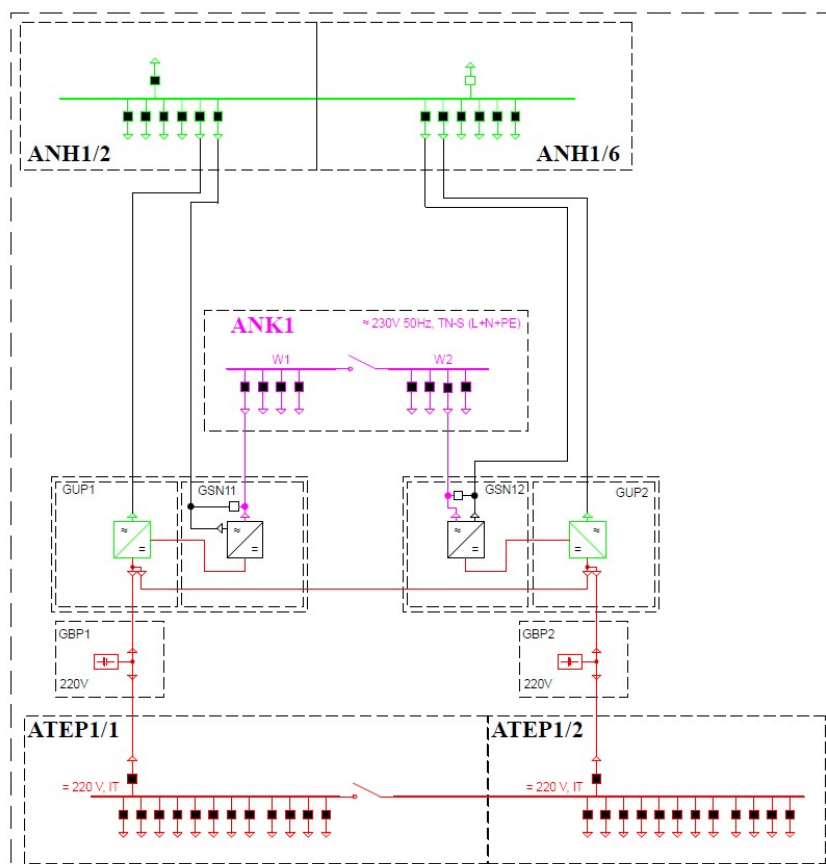 ANH1/2
ANH1/6
ANK1
≈ 230V 50Hz, TN-S (L+N+PE)
W1
W2
GUP1
GSN11
GSN12
GUP2
≈
=
≈
=
≈
=
≈
=
GBP1
220V
GBP2
220V
ATEP1/1
ATEP1/2
= 220 V, IT
= 220 V, IT